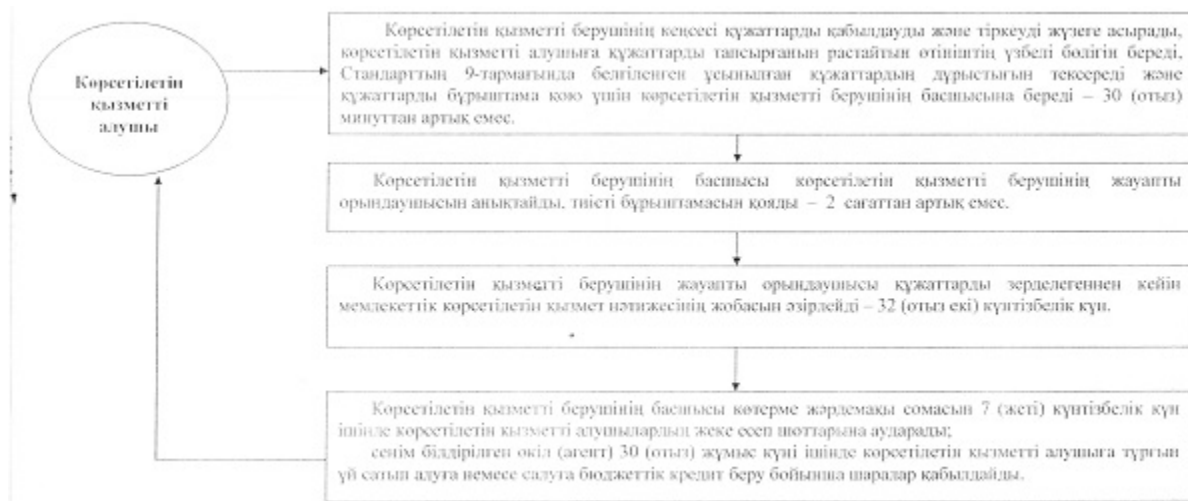 Көрсетілетін
қызметті
алушы
Көрсетілетін қызметті берушінің кеңсесі құжаттарды қабылдауды және тіркеуді жүзеге асырады,
көрсетілетін қызметті алушыға құжаттарды тапсырғанын растайтын өтініштің үзбелі бөлігін береді,
Стандарттың 9-тармағында белгіленген ұсынылған құжаттардың дұрыстығын тексереді және
құжаттарды бұрыштама қою үшін көрсетілетін қызметті берушінің басшысына береді – 30 (отыз)
минуттан артық емес.
Көрсетілетін қызметті берушінің басшысы көрсетілетін қызметті берушінің жауапты
орындаушысын анықтайды, тиісті бұрыштамасын қояды – 2 сағаттан артық емес.
Көрсетілетін қызметті берушінің жауапты орындаушысы құжаттарды зерделегеннен кейін
мемлекеттік көрсетілетін қызмет нәтижесінің жобасын әзірлейді – 32 (отыз екі) күнтізбелік күн.
Көрсетілетін қызметті берушінің басшысы көтерме жәрдемақы сомасын 7 (жеті) күнтізбелік күн
ішінде көрсетілетін қызметті алушылардың жеке есеп шоттарына аударады;
сенім білдірілген өкіл (агент) 30 (отыз) жұмыс күні ішінде көрсетілетін қызметті алушыға тұрғын
үй сатып алуға немесе салуға бюджеттік кредит беру бойынша шаралар қабылдайды.